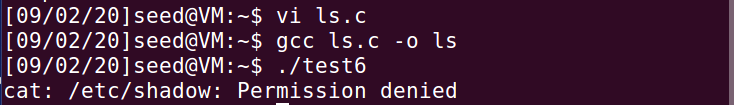 [09/02/20]seed@VM:~$ vi ls.c
[09/02/20]seed@VM:~$ gcc ls.c -o ls
[09/02/20]seed@VM:~$ ./test6
cat: /etc/shadow: Permission denied